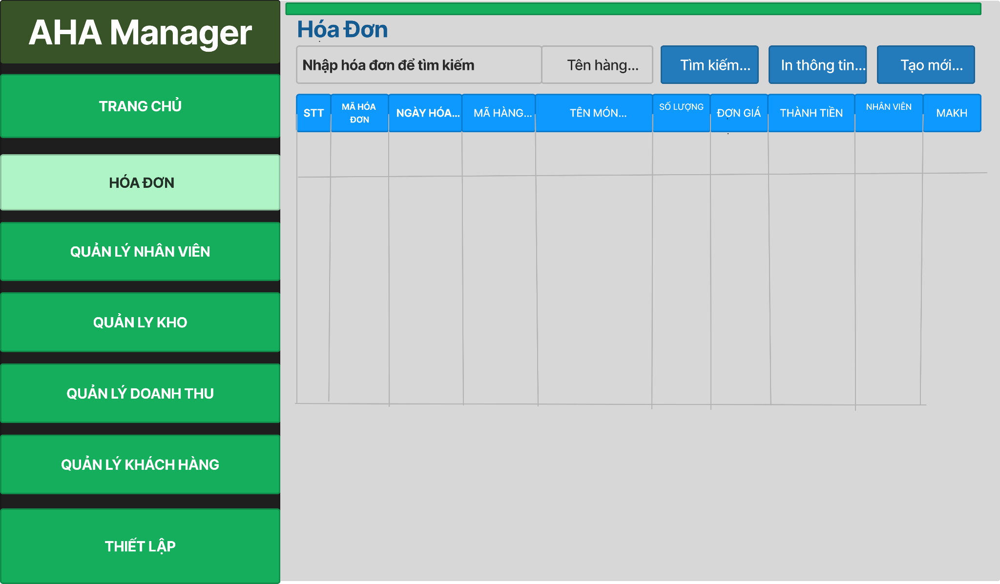 AHA Manager
TRANG CHỦ
HÓA ĐƠN
QUẢN LÝ NHÂN VIÊN
QUẢN LY KHO
QUẢN LÝ DOANH THU
QUẢN LÝ KHÁCH HÀNG
THIẾT LẬP
Hóa Đơn
Nhập hóa đơn để tìm kiếm
Tên hàng...
Tìm kiếm...
In thông tin...
Tạo mới...
STT
MÃ HÓA
ĐƠN
NGÀY HÓA...
MÃ HÀNG...
TÊN MÓN...
SỐ LƯỢNG
ĐƠN GIÁ
THÀNH TIỀN
NHÂN VIÊN
MAKH